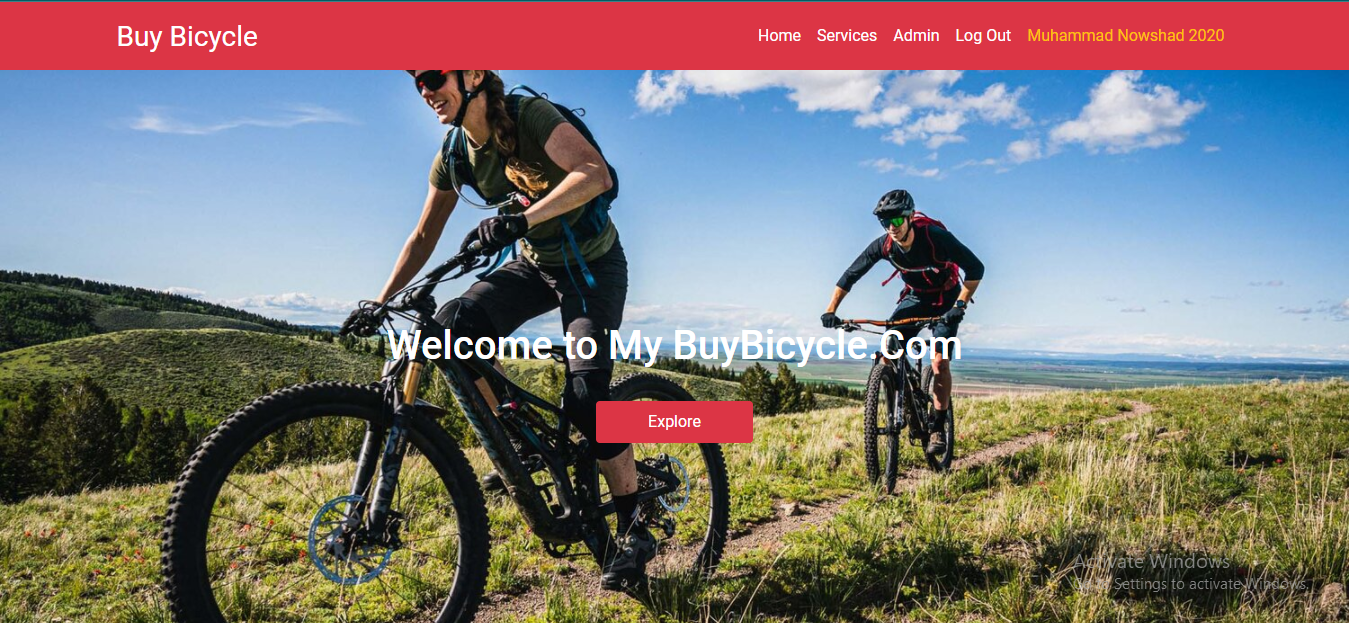 Buy Bicycle
Home Services Admin Log Out Muhammad Nowshad 2020
Welcome to My BuyBicycle.Com
Explore
Activate Windows
Go to Settings to activate Windows.